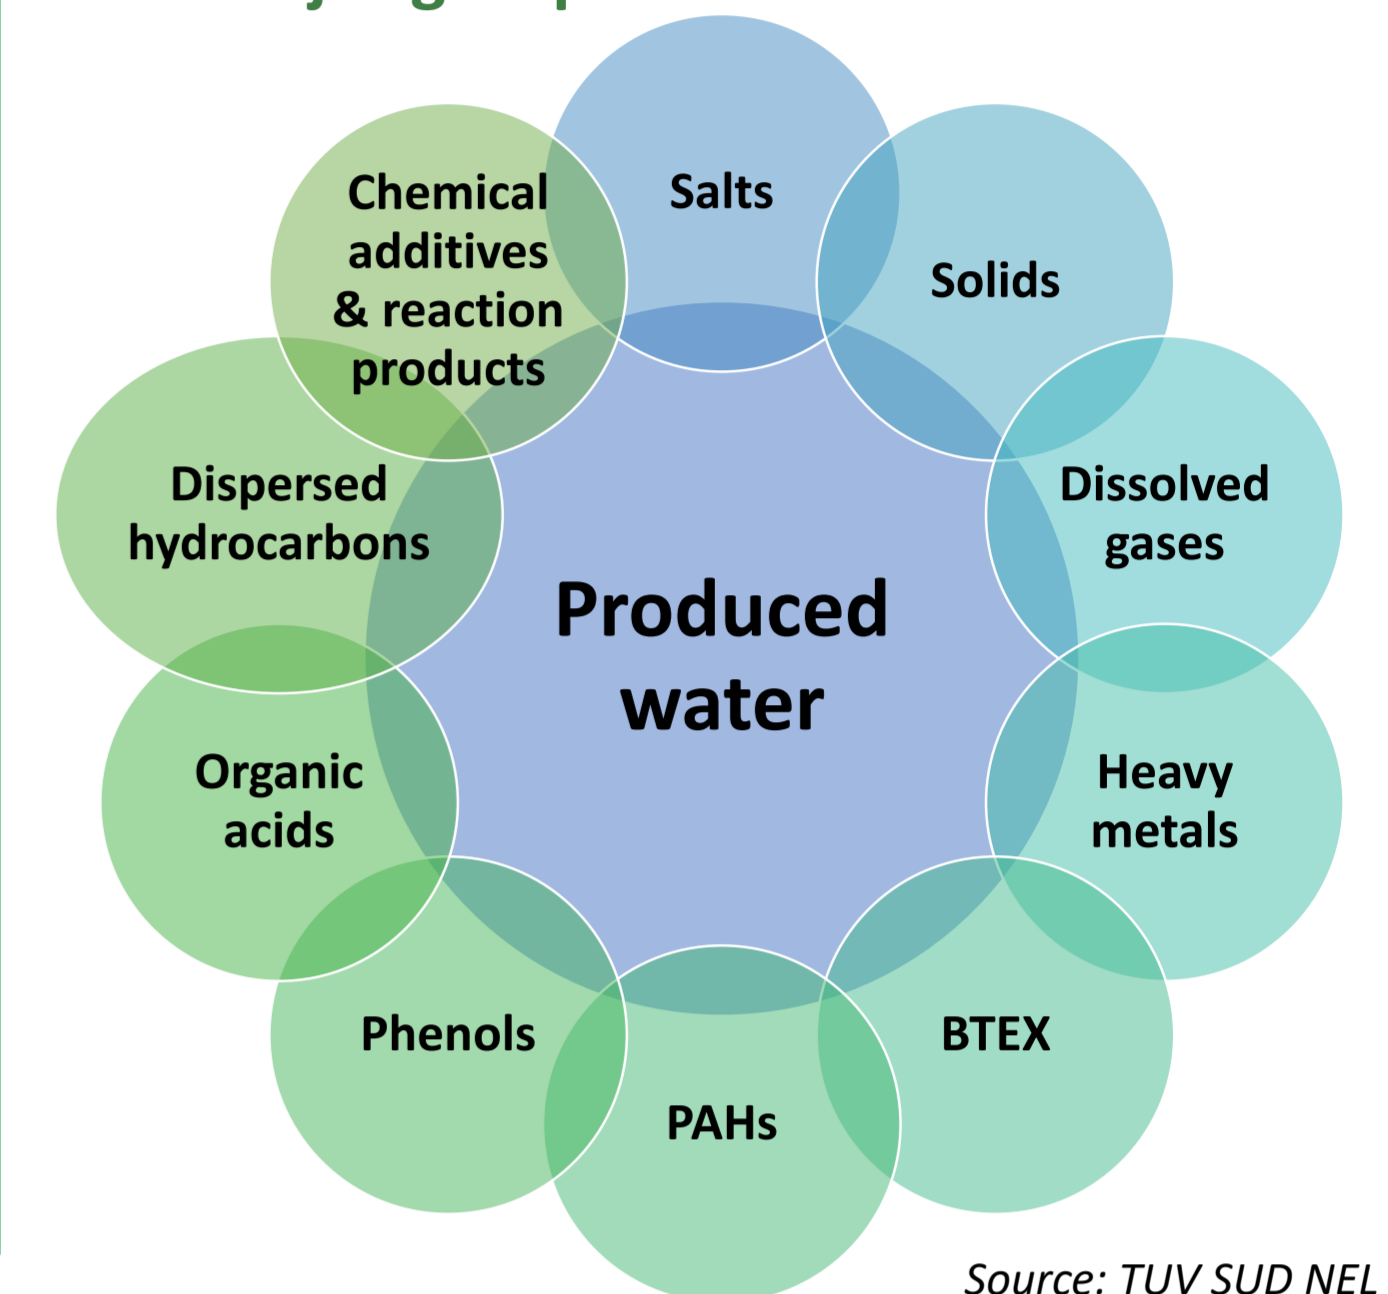 Salts
Solids
Dissolved
gases
Heavy
metals
BTEX
PAHs
Phenols
Organic
acids
Dispersed
hydrocarbons
Chemical
additives
& reaction
products
Produced
water
Source: TUV SUD NEL